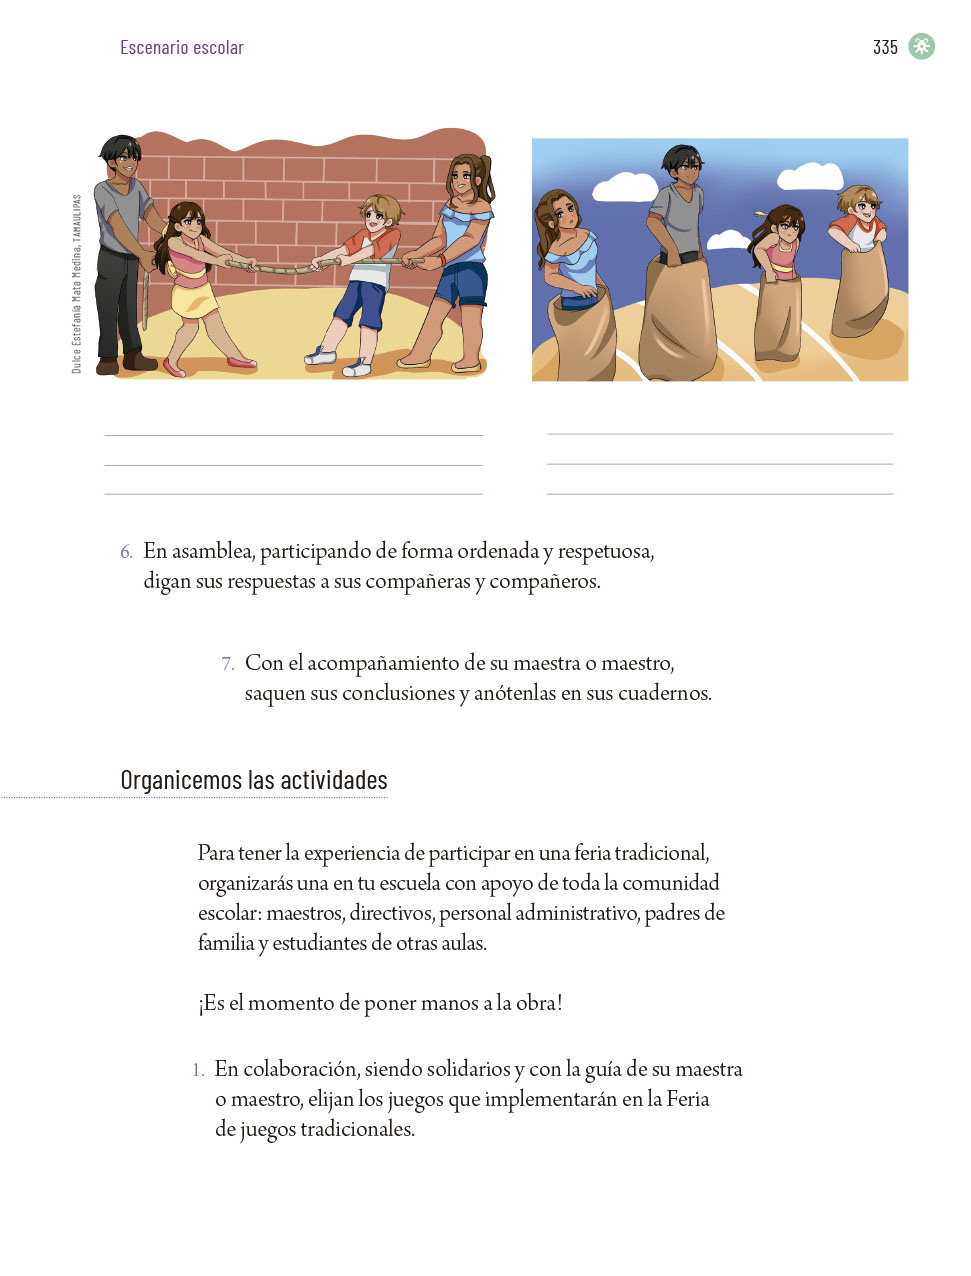 Escenario escolar
335
Dulce Estefanía Mata Medina, TAMAULIPAS
6. En asamblea, participando de forma ordenada y respetuosa,
digan sus respuestas a sus compañeras y compañeros.
7. Con el acompañamiento de su maestra o maestro,
saquen sus conclusiones y anótenlas en sus cuadernos.
Organicemos las actividades
Para tener la experiencia de participar en una feria tradicional,
organizarás una en tu escuela con apoyo de toda la comunidad
escolar: maestros, directivos, personal administrativo, padres de
familia y estudiantes de otras aulas.
¡Es el momento de poner manos a la obra!
1. En colaboración, siendo solidarios y con la guía de su maestra
o maestro, elijan los juegos que implementarán en la Feria
de juegos tradicionales.